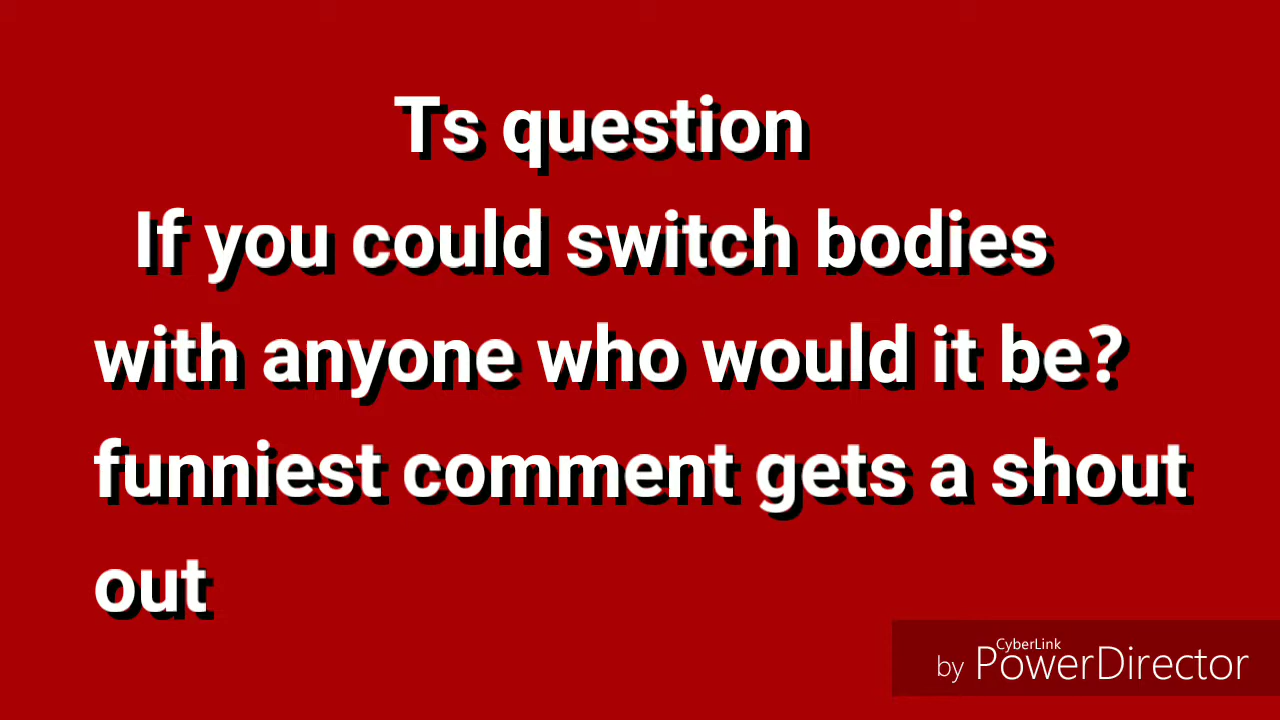 Ts question
If you could switch bodies
with anyone who would it be?
funniest comment gets a shout
out
CyberLink
by PowerDirector